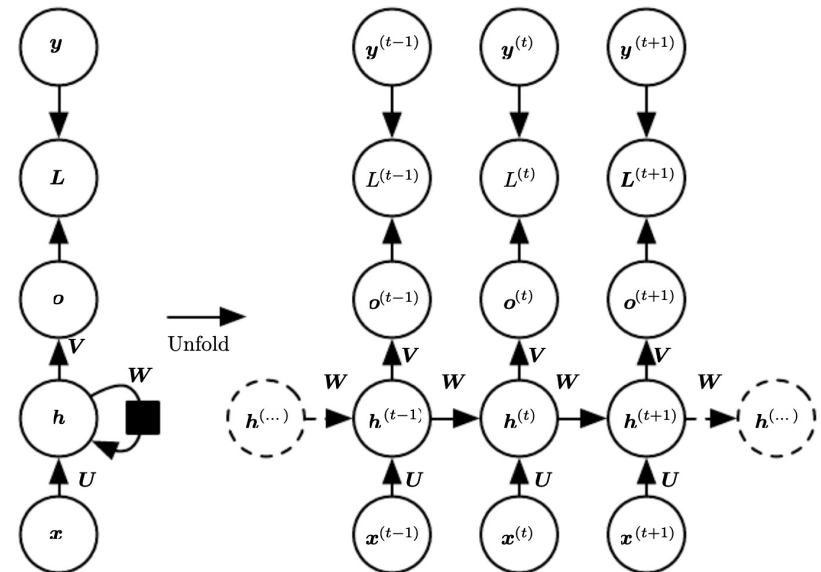 y y^(t−1) y^(t) y^(t+1)
L L^(t−1) L^(t) L^(t+1)
o o^(t−1) o^(t) o^(t+1)
Unfold
V V V V
W W W W W
h h^(...) h^(t−1) h^(t) h^(t+1) h^(...)
U U U U
x x^(t−1) x^(t) x^(t+1)